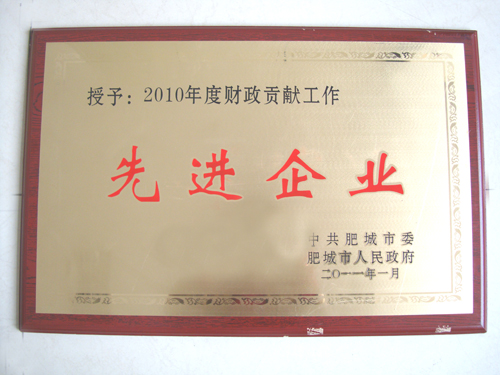 授予：2010年度财政贡献工作
先进企业
中共肥城市委
肥城市人民政府
二〇一一年一月